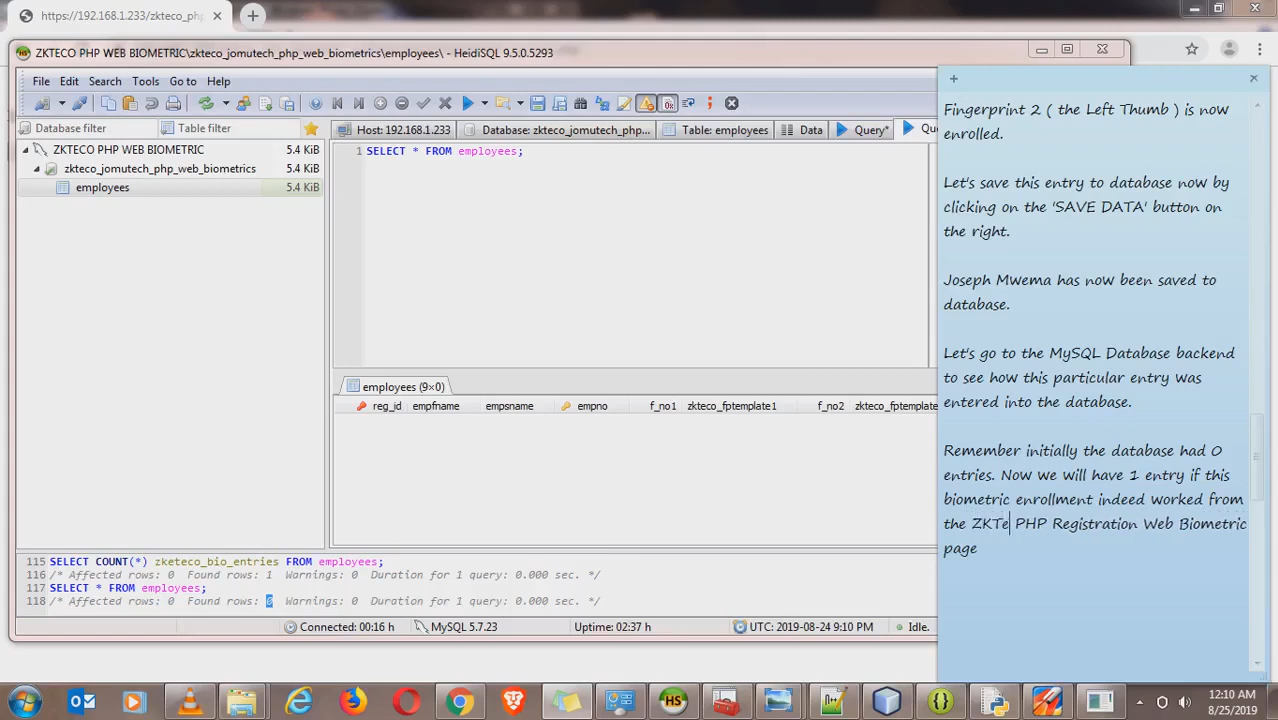 https://192.168.1.233/zkteco_ph
ZKTECO PHP WEB BIOMETRIC\zkteco_jomutech_php_web_biometrics\employees\ - HeidiSQL 9.5.0.5293
File Edit Search Tools Go to Help
Database filter Table filter
Host: 192.168.1.233 Database: zkteco_jomutech_php... Table: employees Data Query* Que
ZKTECO PHP WEB BIOMETRIC 5.4 KiB
zkteco_jomutech_php_web_biometrics 5.4 KiB
employees 5.4 KiB
1 SELECT * FROM employees;
employees (9×0)
reg_id empfname empsname empno f_no1 zkteco_fptemplate1 f_no2 zkteco_fptemplate
115 SELECT COUNT(*) zketeco_bio_entries FROM employees;
116 /* Affected rows: 0 Found rows: 1 Warnings: 0 Duration for 1 query: 0.000 sec. */
117 SELECT * FROM employees;
118 /* Affected rows: 0 Found rows: 0 Warnings: 0 Duration for 1 query: 0.000 sec. */
Connected: 00:16 h MySQL 5.7.23 Uptime: 02:37 h UTC: 2019-08-24 9:10 PM Idle.
Fingerprint 2 ( the Left Thumb ) is now
enrolled.
Let's save this entry to database now by
clicking on the 'SAVE DATA' button on
the right.
Joseph Mwema has now been saved to
database.
Let's go to the MySQL Database backend
to see how this particular entry was
entered into the database.
Remember initially the database had 0
entries. Now we will have 1 entry if this
biometric enrollment indeed worked from
the ZKTe PHP Registration Web Biometric
page
HS
12:10 AM
8/25/2019